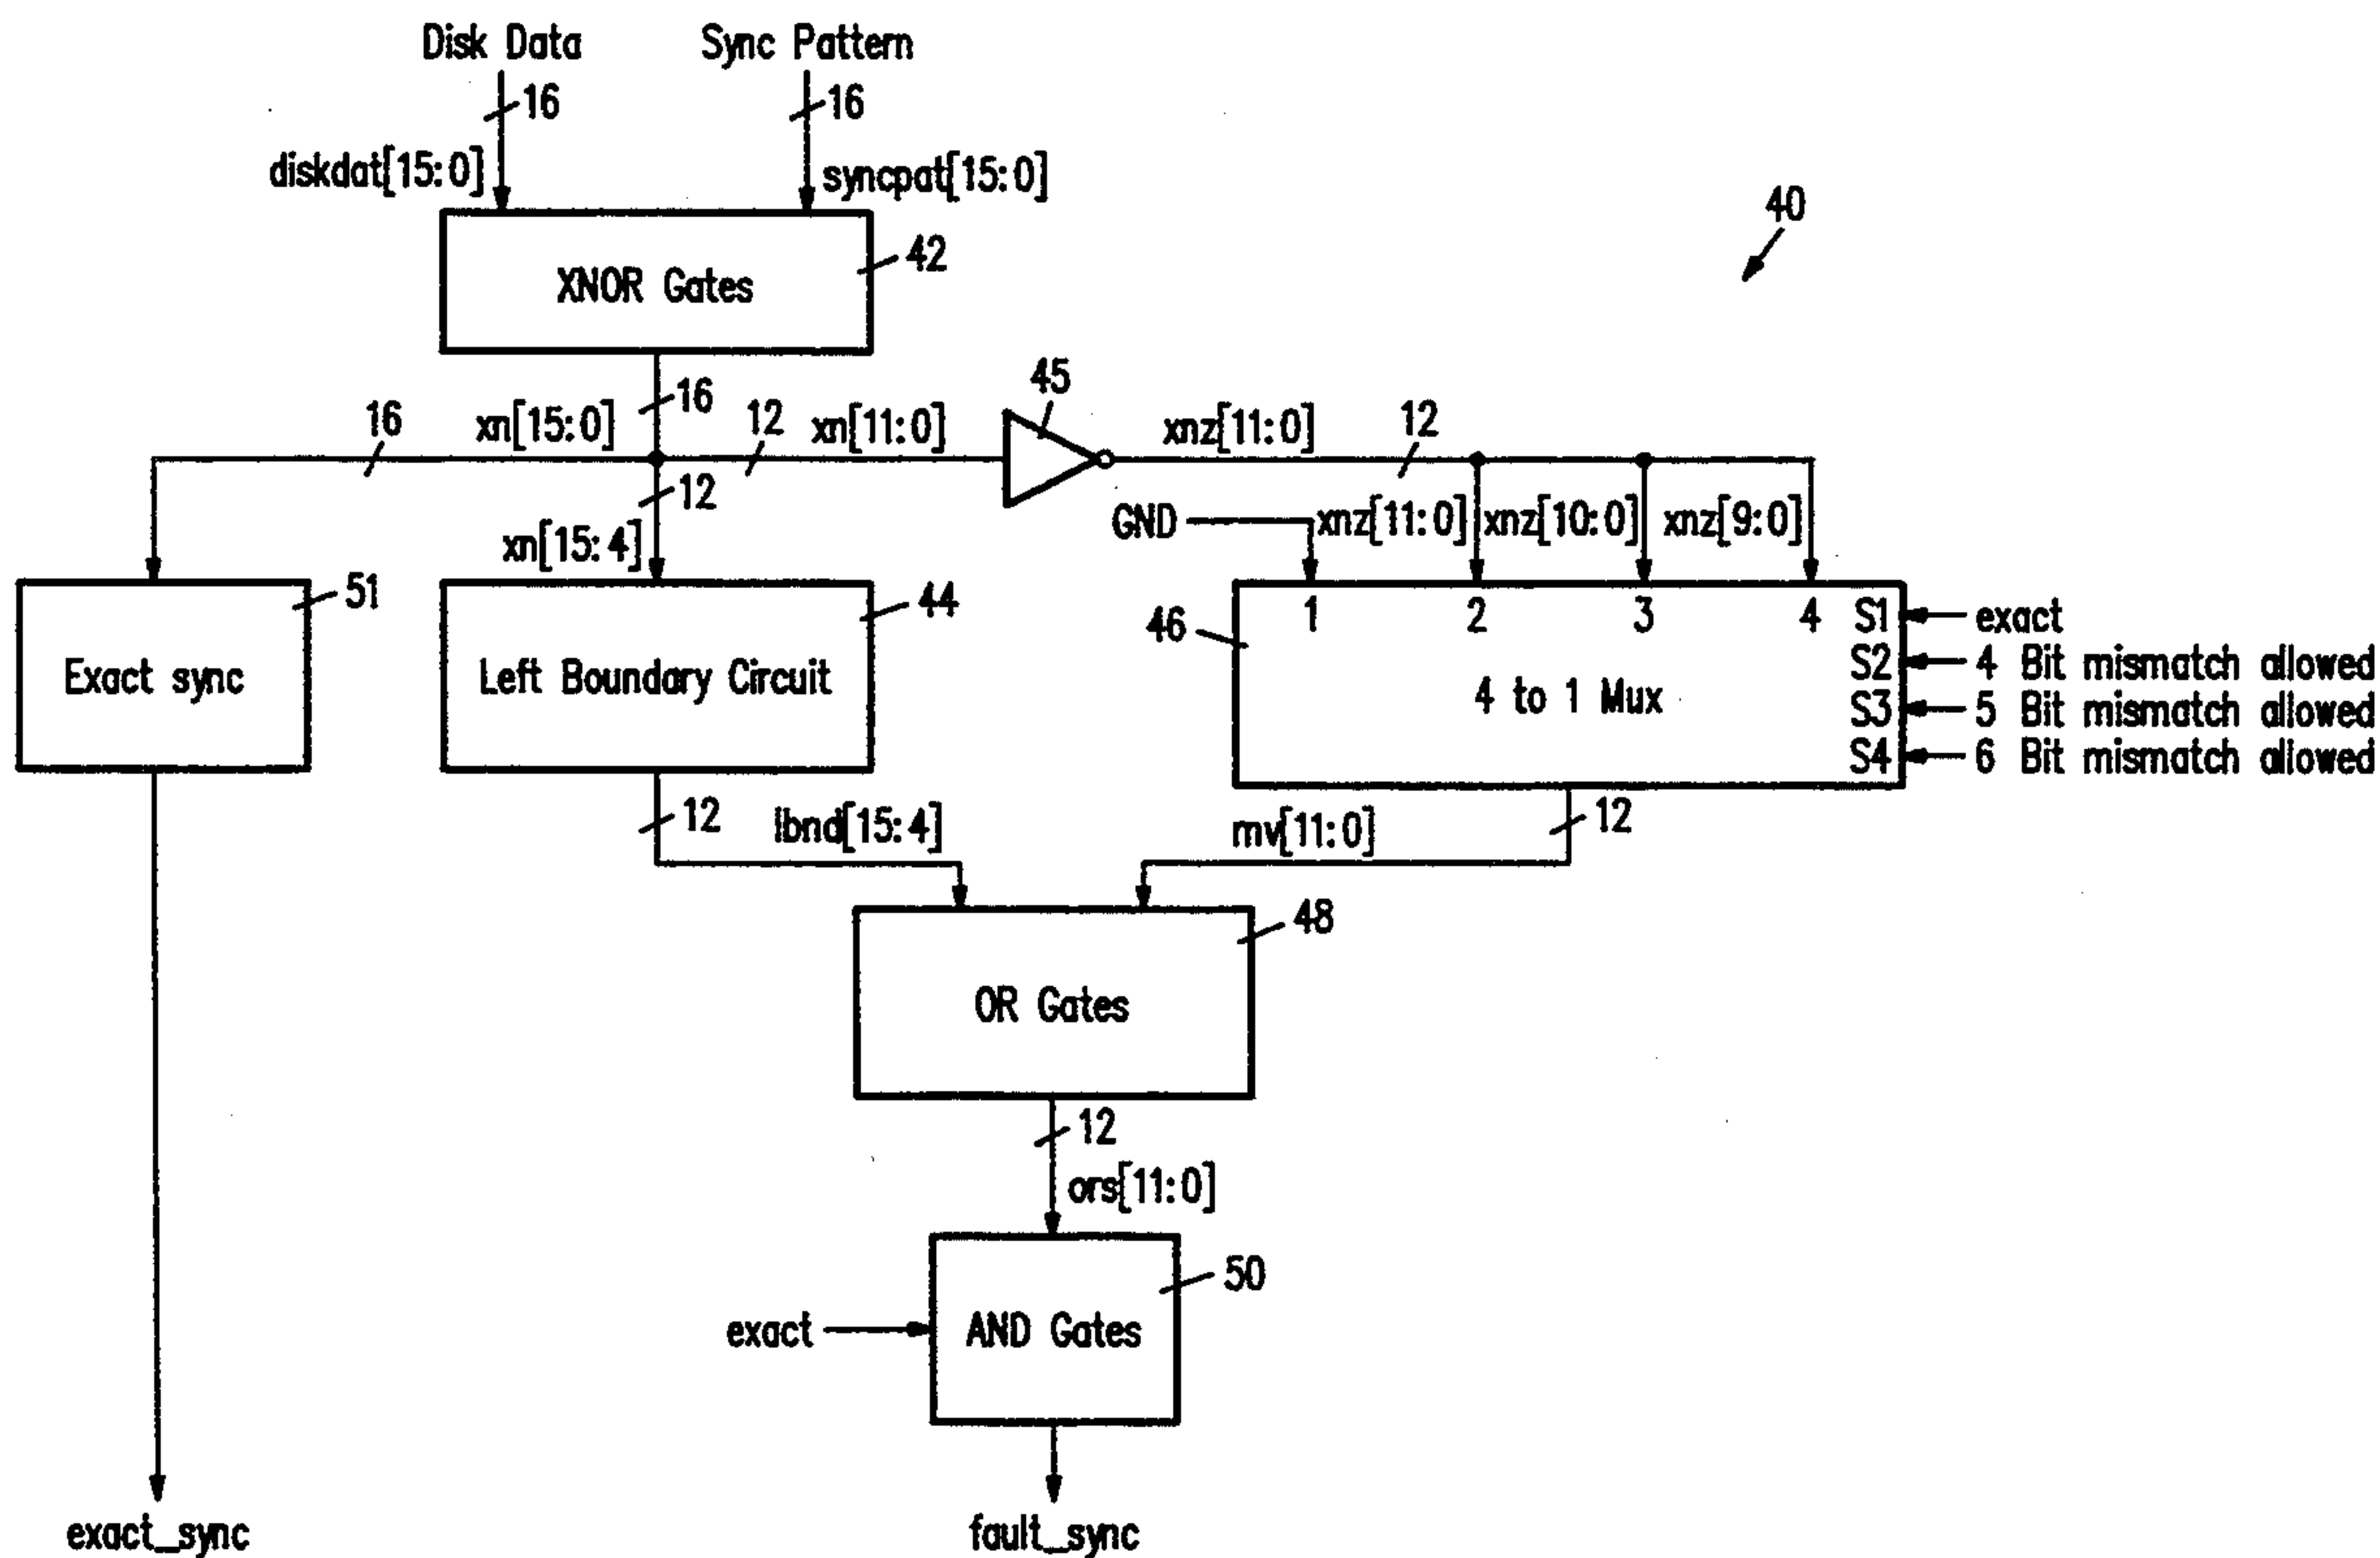 Disk Data
Sync Pattern
16
16
diskdat[15:0]
syncpat[15:0]
40
42
XNOR Gates
45
16
16
xn[15:0]
12
xn[11:0]
xnz[11:0]
12
12
GND
xnz[11:0]
xnz[10:0]
xnz[9:0]
xn[15:4]
51
44
46
1
2
3
4
S1
exact
Exact sync
Left Boundary Circuit
4 to 1 Mux
S2
4 Bit mismatch allowed
S3
5 Bit mismatch allowed
S4
6 Bit mismatch allowed
12
lbnd[15:4]
mv[11:0]
12
48
OR Gates
12
ors[11:0]
50
exact
AND Gates
exact_sync
fault_sync